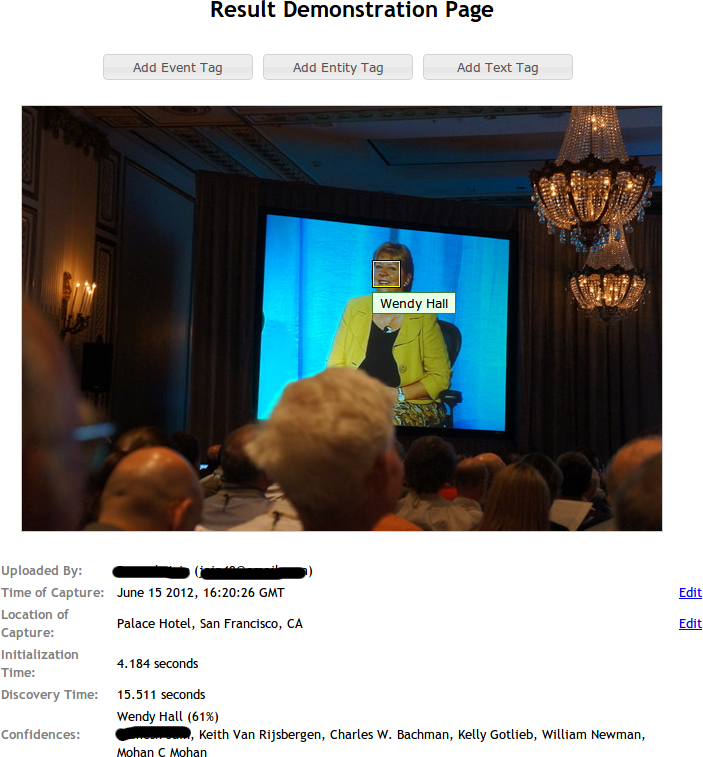 Result Demonstration Page
Add Event Tag Add Entity Tag Add Text Tag
Wendy Hall
Uploaded By:
Time of Capture: June 15 2012, 16:20:26 GMT Edit
Location of Capture: Palace Hotel, San Francisco, CA Edit
Initialization Time: 4.184 seconds
Discovery Time: 15.511 seconds
Wendy Hall (61%)
Confidences: , Keith Van Rijsbergen, Charles W. Bachman, Kelly Gotlieb, William Newman,
Mohan C Mohan